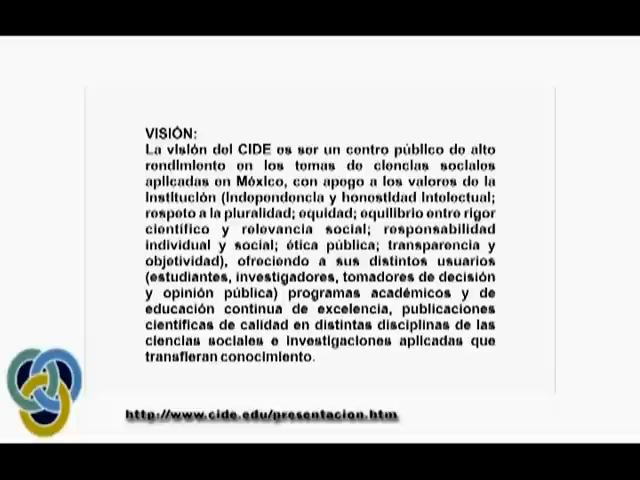 VISIÓN:
La visión del CIDE es ser un centro público de alto
rendimiento en los temas de ciencias sociales
aplicadas en México, con apego a los valores de la
Institución (Independencia y honestidad Intelectual;
respeto a la pluralidad; equidad; equilibrio entre rigor
científico y relevancia social; responsabilidad
individual y social; ética pública; transparencia y
objetividad), ofreciendo a sus distintos usuarios
(estudiantes, investigadores, tomadores de decisión
y opinión pública) programas académicos y de
educación continua de excelencia, publicaciones
científicas de calidad en distintas disciplinas de las
ciencias sociales e investigaciones aplicadas que
transfieran conocimiento.
http://www.cide.edu/presentacion.htm